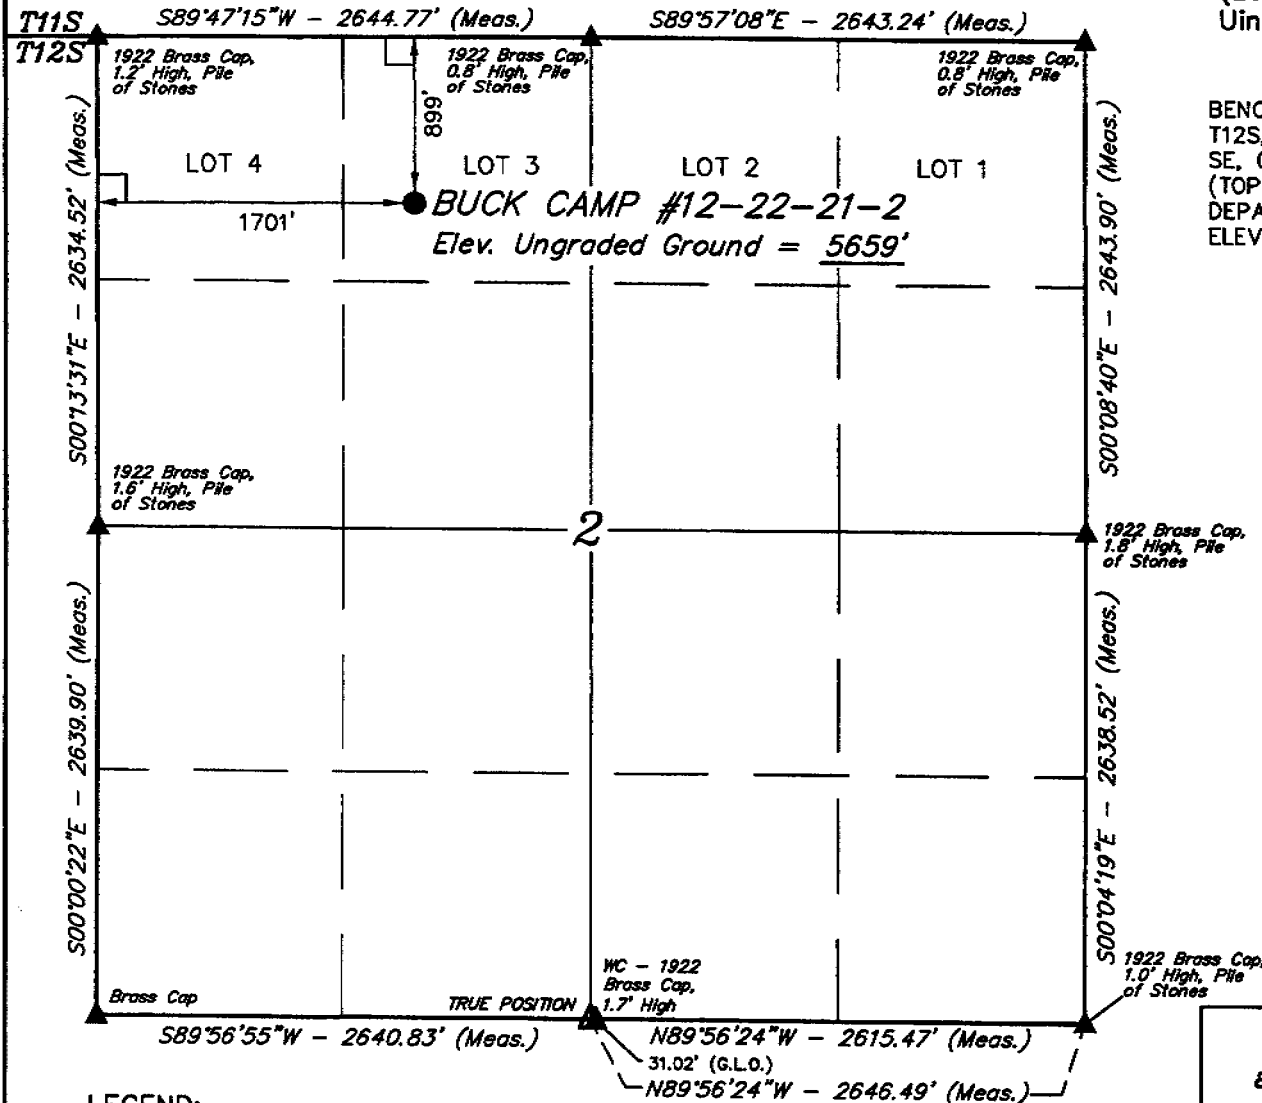 T11S
T12S
S89°47'15"W - 2644.77' (Meas.)
S89°57'08"E - 2643.24' (Meas.)
Uin
1922 Brass Cap,
1.2' High, Pile
of Stones
1922 Brass Cap,
0.8' High, Pile
of Stones
1922 Brass Cap,
0.8' High, Pile
of Stones
899'
LOT 4
LOT 3
LOT 2
LOT 1
1701'
BUCK CAMP #12-22-21-2
Elev. Ungraded Ground = 5659'
BENC
T12S,
SE,
(TOP
DEPA
ELEV
S00°13'31"E - 2634.52' (Meas.)
S00°08'40"E - 2643.90' (Meas.)
1922 Brass Cap,
1.6' High, Pile
of Stones
2
1922 Brass Cap,
1.8' High, Pile
of Stones
S00°00'22"E - 2639.90' (Meas.)
S00°04'19"E - 2638.52' (Meas.)
Brass Cap
TRUE POSITION
WC - 1922
Brass Cap,
1.7' High
1922 Brass Cap,
1.0' High, Pile
of Stones
S89°56'55"W - 2640.83' (Meas.)
N89°56'24"W - 2615.47' (Meas.)
31.02' (G.L.O.)
N89°56'24"W - 2646.49' (Meas.)
LEGEND: